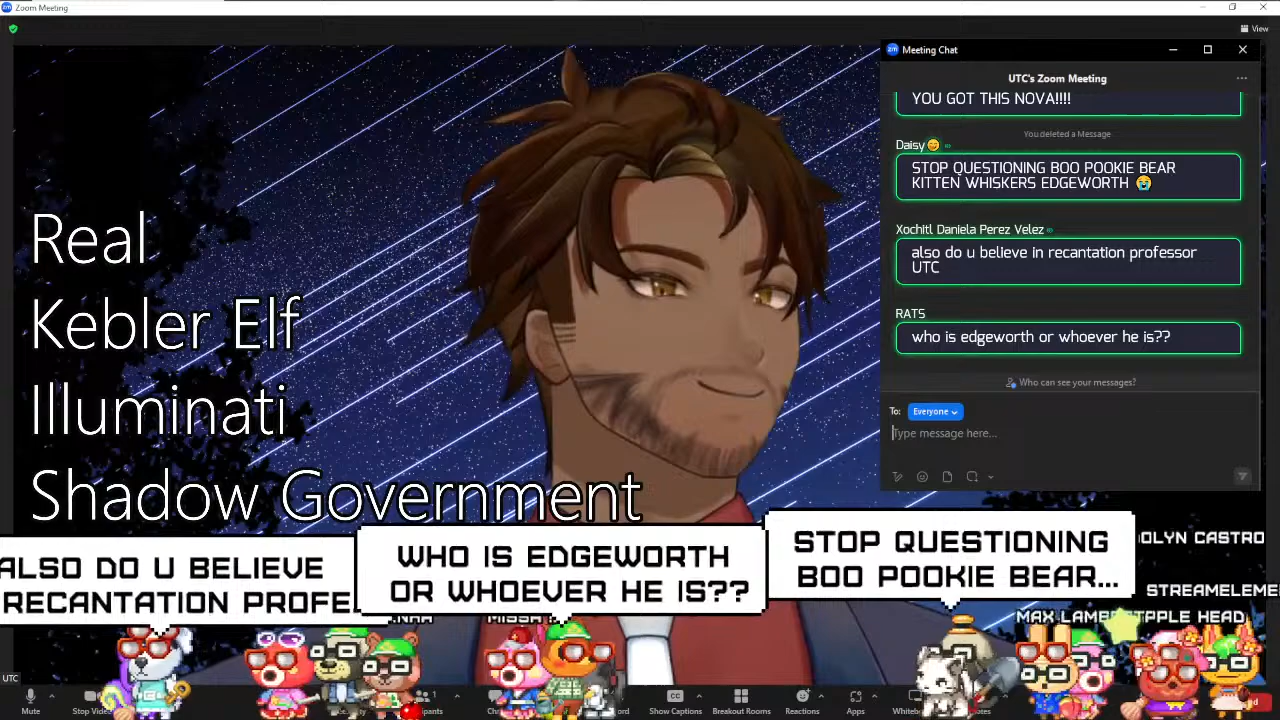 Zoom Meeting
View
Meeting Chat
UTC's Zoom Meeting
YOU GOT THIS NOVA!!!!
You deleted a Message
Daisy😊
STOP QUESTIONING BOO POOKIE BEAR
KITTEN WHISKERS EDGEWORTH 😭
Xochitl Daniela Perez Velez
also do u believe in recantation professor
UTC
RATS
who is edgeworth or whoever he is??
Who can see your messages?
To: Everyone
Type message here...
Real
Kebler Elf
Illuminati
Shadow Government
ALSO DO U BELIEVE
RECANTATION PROFE
WHO IS EDGEWORTH
OR WHOEVER HE IS??
STOP QUESTIONING
BOO POOKIE BEAR...
OLYN CASTRO
STREAMELEME
MAX LAMBE
PPLE HEAD
UTC
Mute
Stop Vide
Show Captions
Breakout Rooms
Reactions
Apps